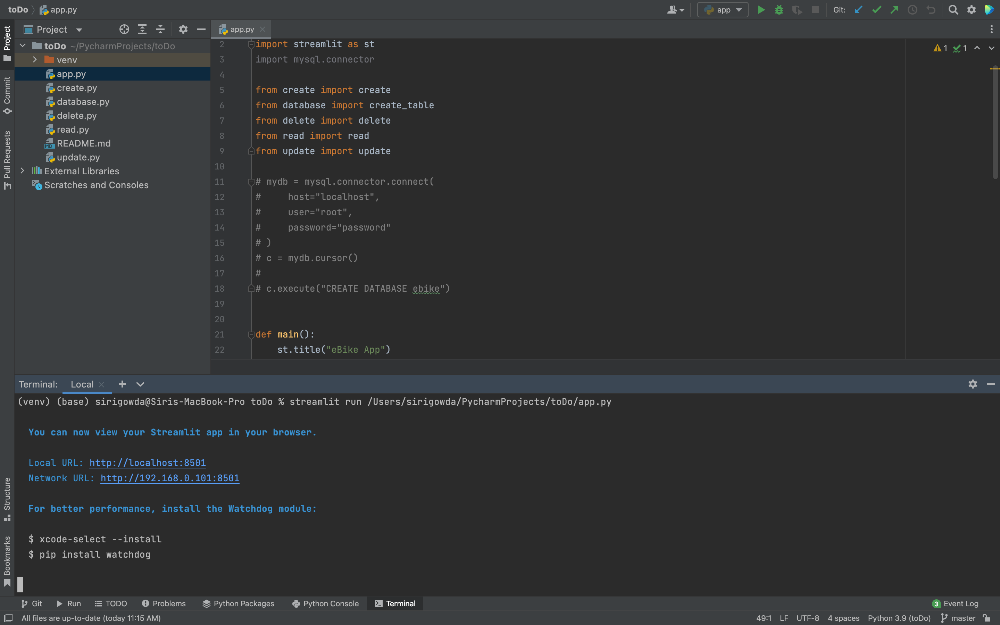 toDo app.py
app
Git:
Project
app.py
Project
Commit
Pull Requests
Structure
Bookmarks
toDo ~/PycharmProjects/toDo
venv
app.py
create.py
database.py
delete.py
read.py
MD README.md
update.py
External Libraries
Scratches and Consoles
1 1
2 import streamlit as st
3 import mysql.connector
4
5 from create import create
6 from database import create_table
7 from delete import delete
8 from read import read
9 from update import update
10
11 # mydb = mysql.connector.connect(
12 #     host="localhost",
13 #     user="root",
14 #     password="password"
15 # )
16 # c = mydb.cursor()
17 #
18 # c.execute("CREATE DATABASE ebike")
19
20
21 def main():
22     st.title("eBike App")
Terminal: Local
(venv) (base) sirigowda@Siris-MacBook-Pro toDo % streamlit run /Users/sirigowda/PycharmProjects/toDo/app.py
You can now view your Streamlit app in your browser.
Local URL: http://localhost:8501
Network URL: http://192.168.0.101:8501
For better performance, install the Watchdog module:
$ xcode-select --install
$ pip install watchdog
Git Run TODO Problems Python Packages Python Console Terminal 3 Event Log
All files are up-to-date (today 11:15 AM) 49:1 LF UTF-8 4 spaces Python 3.9 (toDo) master